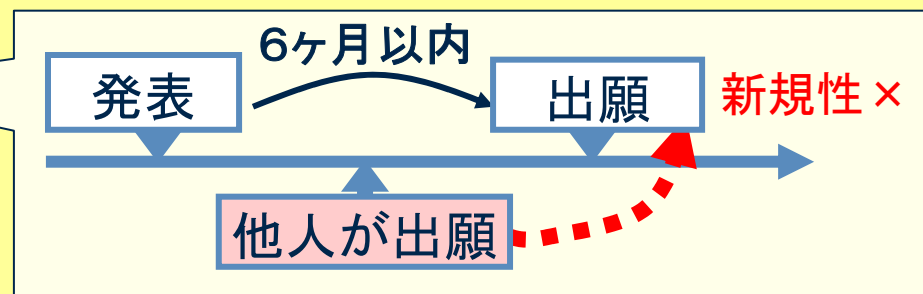 6ヶ月以内
発表
出願
新規性×
他人が出願